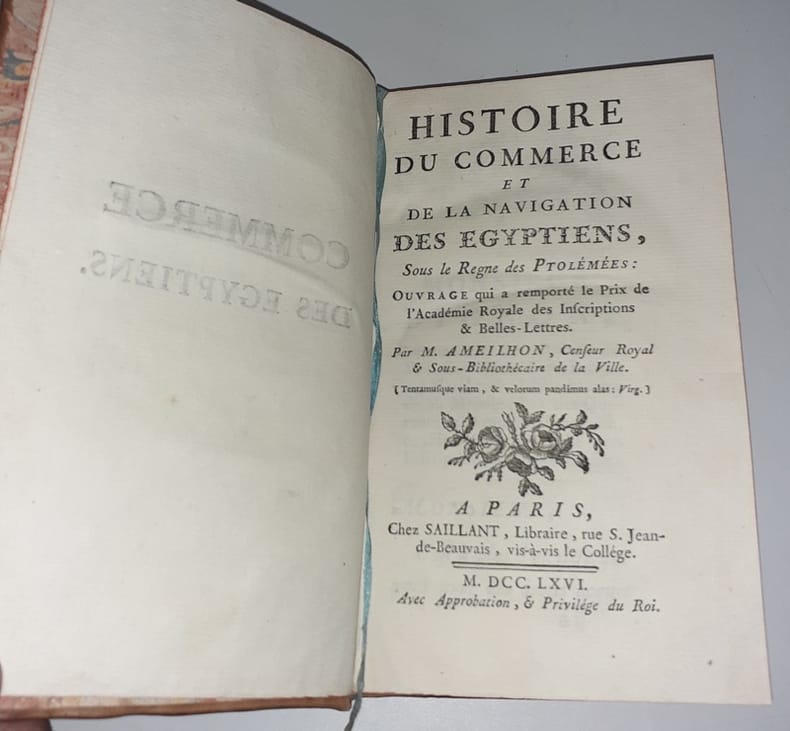 COMMERCE
DES EGYPTIENS.
HISTOIRE
DU COMMERCE
ET
DE LA NAVIGATION
DES EGYPTIENS,
Sous le Regne des PTOLÉMÉES :
OUVRAGE qui a remporté le Prix de
l'Académie Royale des Inſcriptions
& Belles-Lettres.
Par M. AMEILHON, Cenſeur Royal
& Sous-Bibliothécaire de la Ville.
[ Tentamuſque viam, & velorum pandimus alas : Virg. ]
A PARIS,
Chez SAILLANT, Libraire, rue S. Jean-
de-Beauvais, vis-à-vis le Collége.
M. DCC. LXVI.
Avec Approbation, & Privilége du Roi.